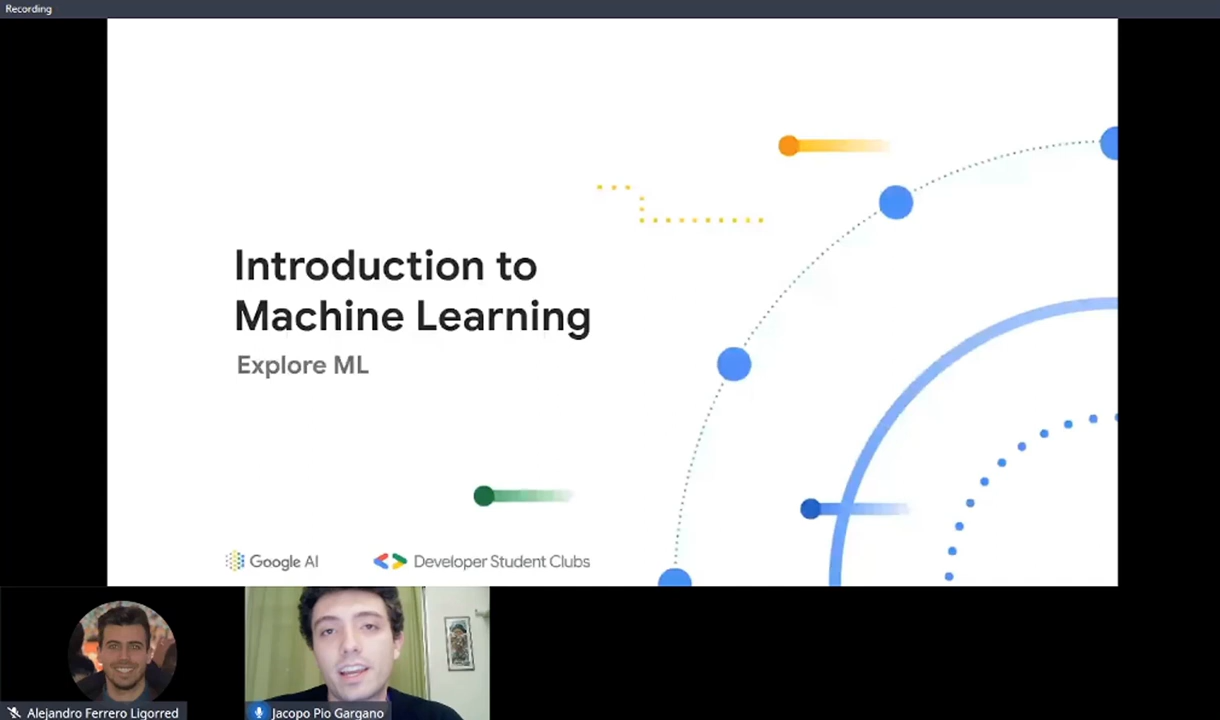 Recording
Introduction to
Machine Learning
Explore ML
Google AI
Developer Student Clubs
Alejandro Ferrero Ligorred
Jacopo Pio Gargano